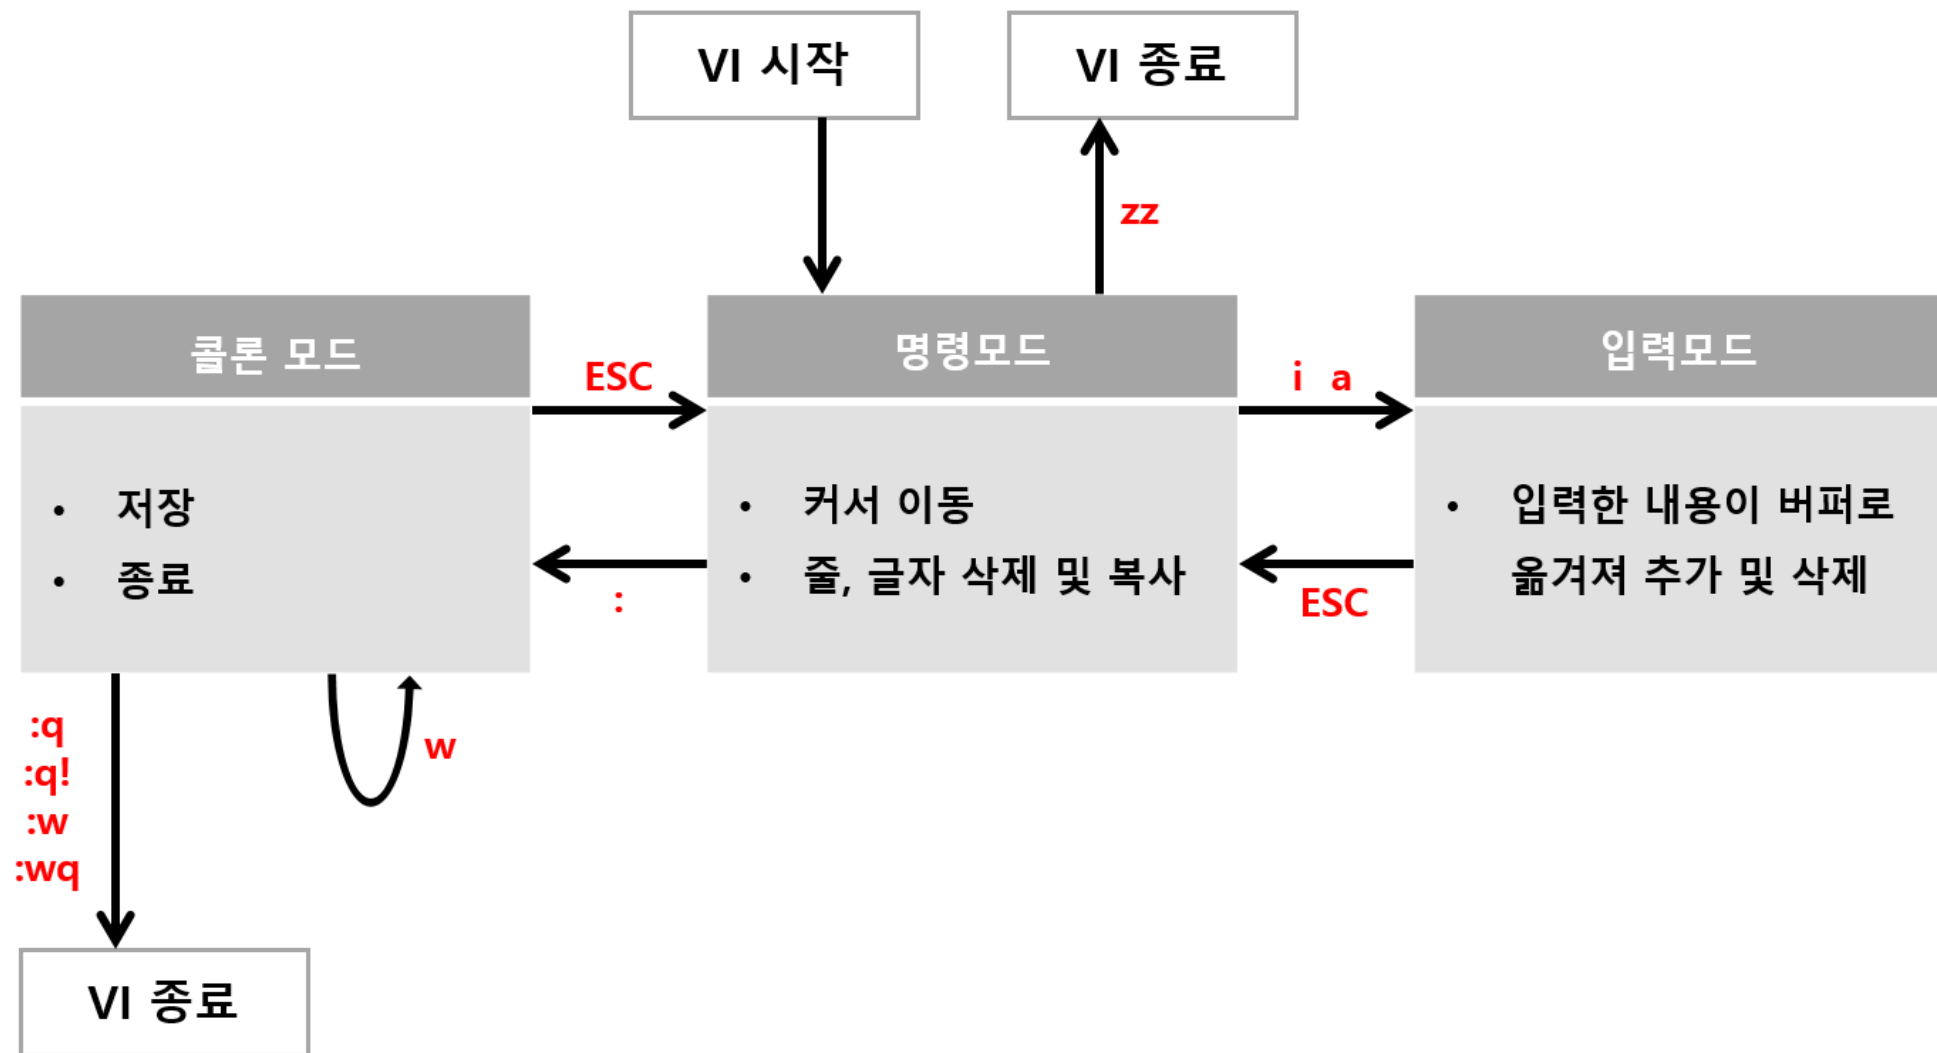 VI 시작
VI 종료
zz
콜론 모드
명령모드
입력모드
ESC
i a
• 저장
• 종료
• 커서 이동
• 줄, 글자 삭제 및 복사
• 입력한 내용이 버퍼로
옮겨져 추가 및 삭제
:
ESC
:q
:q!
:w
:wq
w
VI 종료